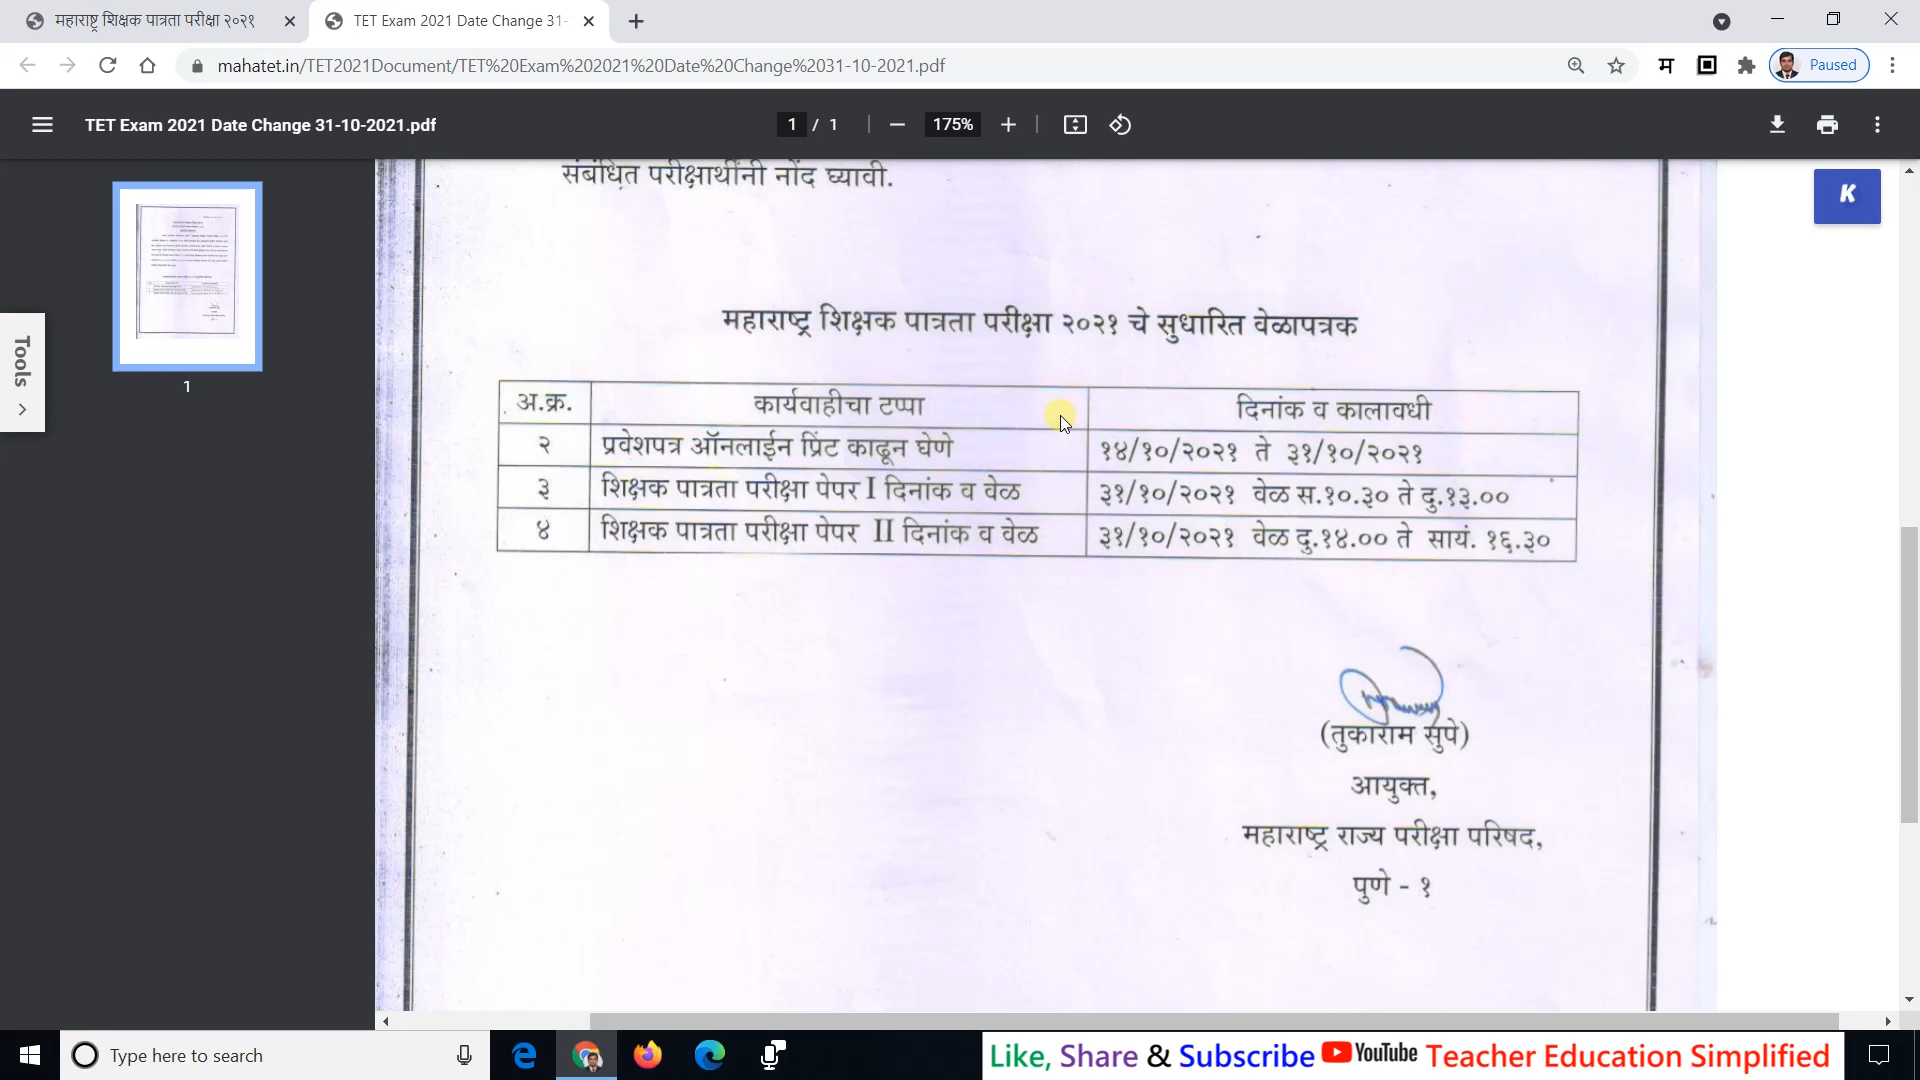 महाराष्ट्र शिक्षक पात्रता परीक्षा २०२१
TET Exam 2021 Date Change 31-
mahatet.in/TET2021Document/TET%20Exam%202021%20Date%20Change%2031-10-2021.pdf
Paused
TET Exam 2021 Date Change 31-10-2021.pdf
1 / 1
175%
K
Tools
1
संबंधित परीक्षार्थींनी नोंद घ्यावी.
महाराष्ट्र शिक्षक पात्रता परीक्षा २०२१ चे सुधारित वेळापत्रक
अ.क्र. कार्यवाहीचा टप्पा दिनांक व कालावधी
२ प्रवेशपत्र ऑनलाईन प्रिंट काढून घेणे १४/१०/२०२१ ते ३१/१०/२०२१
३ शिक्षक पात्रता परीक्षा पेपर I दिनांक व वेळ ३१/१०/२०२१ वेळ स.१०.३० ते दु.१३.००
४ शिक्षक पात्रता परीक्षा पेपर II दिनांक व वेळ ३१/१०/२०२१ वेळ दु.१४.०० ते सायं. १६.३०
(तुकाराम सुपे)
आयुक्त,
महाराष्ट्र राज्य परीक्षा परिषद,
पुणे - १
Type here to search
Like, Share & Subscribe YouTube Teacher Education Simplified